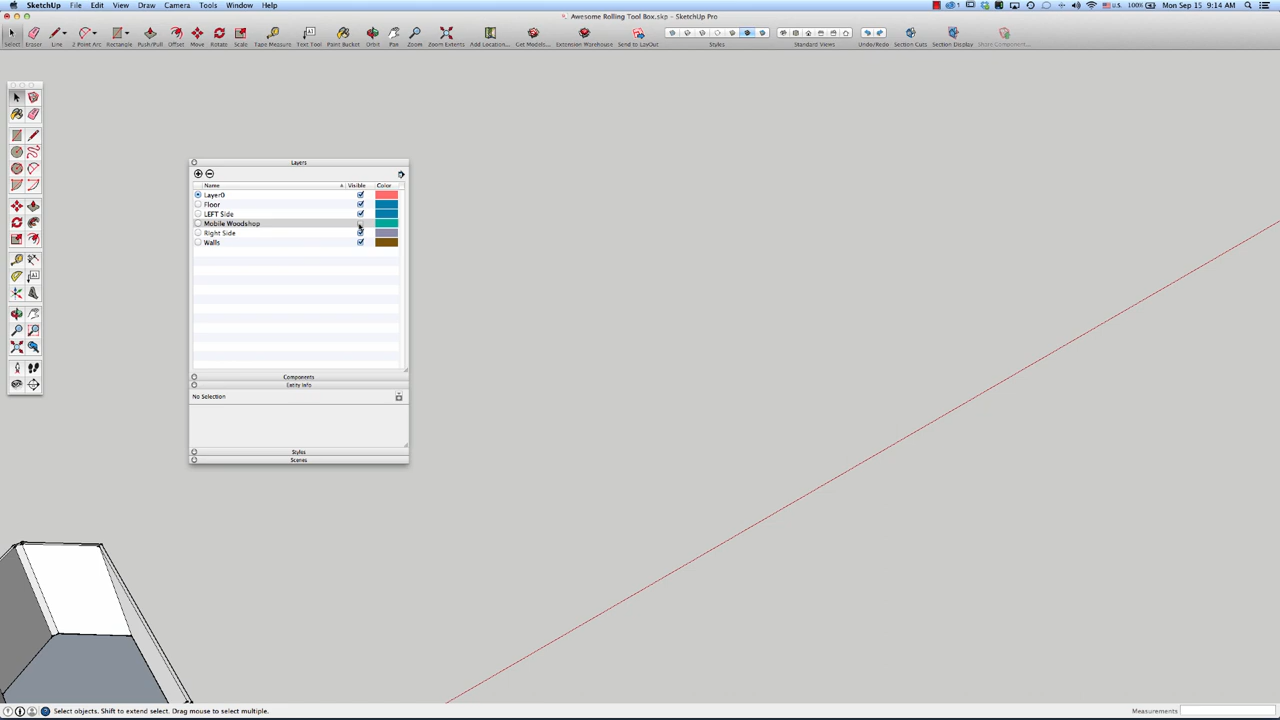 SketchUp File Edit View Draw Camera Tools Window Help 1 U.S. 100% Mon Sep 15 9:14 AM
Awesome Rolling Tool Box.skp - SketchUp Pro
Select Eraser Line 2 Point Arc Rectangle Push/Pull Offset Move Rotate Scale Tape Measure Text Tool Paint Bucket Orbit Pan Zoom Zoom Extents Add Location... Get Models... Extension Warehouse Send to LayOut Styles Standard Views Undo/Redo Section Cuts Section Display Share Component...
Layers
Name Visible Color
Layer0
Floor
LEFT Side
Mobile Woodshop
Right Side
Walls
Components
Entity Info
No Selection
Styles
Scenes
Select objects. Shift to extend select. Drag mouse to select multiple.
Measurements